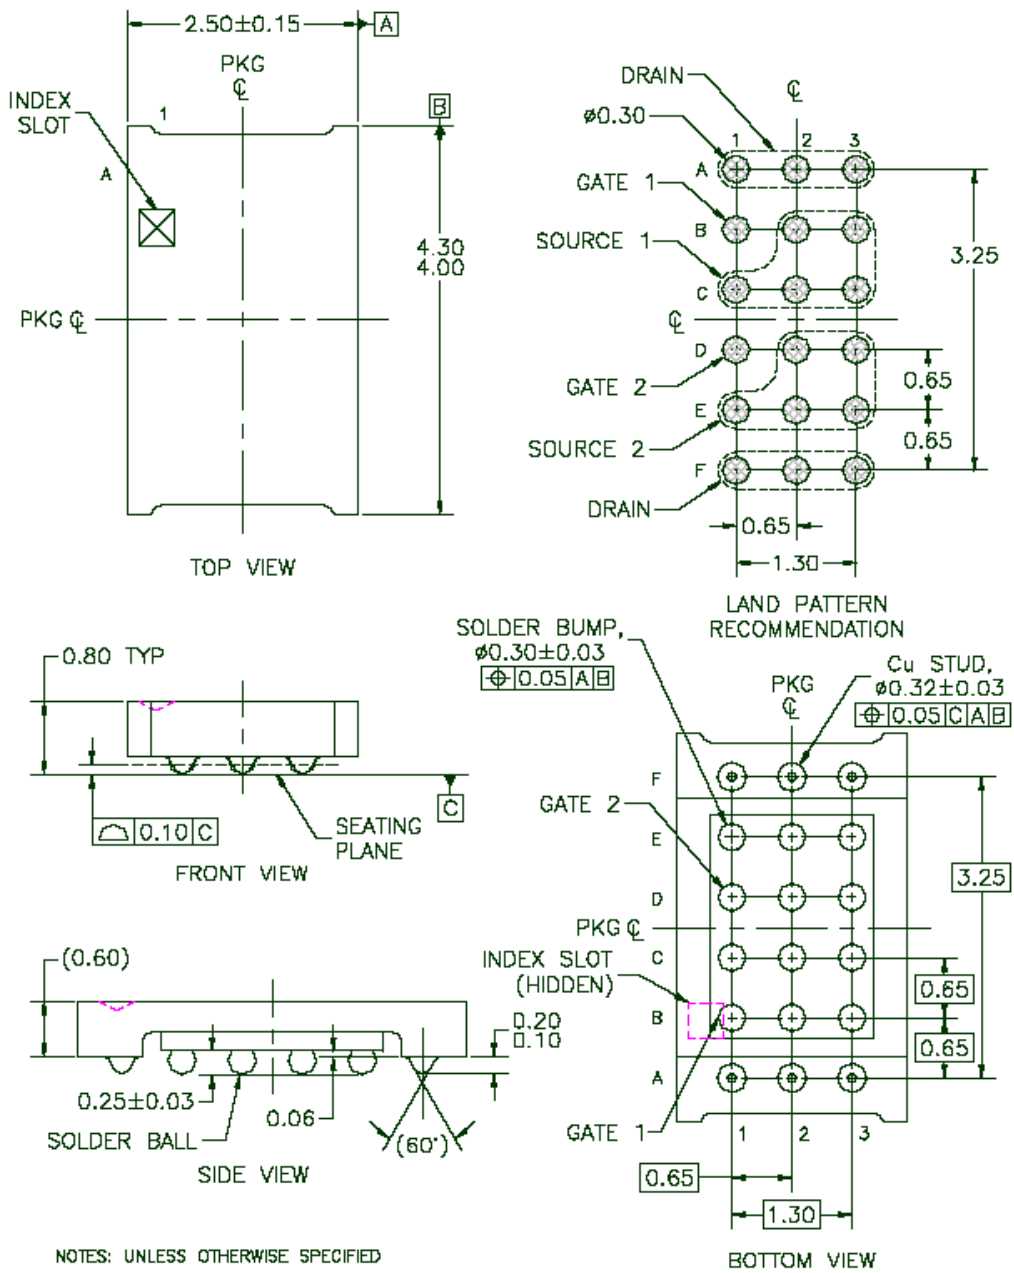 2.50±0.15
A
PKG
℄
INDEX
SLOT
1
A
B
4.30
4.00
PKG ℄
TOP VIEW
DRAIN
℄
ø0.30
1 2 3
A
GATE 1
B
SOURCE 1
3.25
C
℄
D
GATE 2
0.65
E
0.65
SOURCE 2
F
DRAIN
0.65
1.30
LAND PATTERN
RECOMMENDATION
0.80 TYP
0.10 C
C
SEATING
PLANE
FRONT VIEW
(0.60)
0.20
0.10
0.25±0.03
0.06
SOLDER BALL
(60°)
SIDE VIEW
NOTES: UNLESS OTHERWISE SPECIFIED
SOLDER BUMP,
ø0.30±0.03
⌖ 0.05 A B
Cu STUD,
ø0.32±0.03
⌖ 0.05 C A B
PKG
℄
F
GATE 2
E
D
3.25
PKG ℄
C
INDEX SLOT
(HIDDEN)
0.65
B
0.65
A
GATE 1
1 2 3
0.65
1.30
BOTTOM VIEW